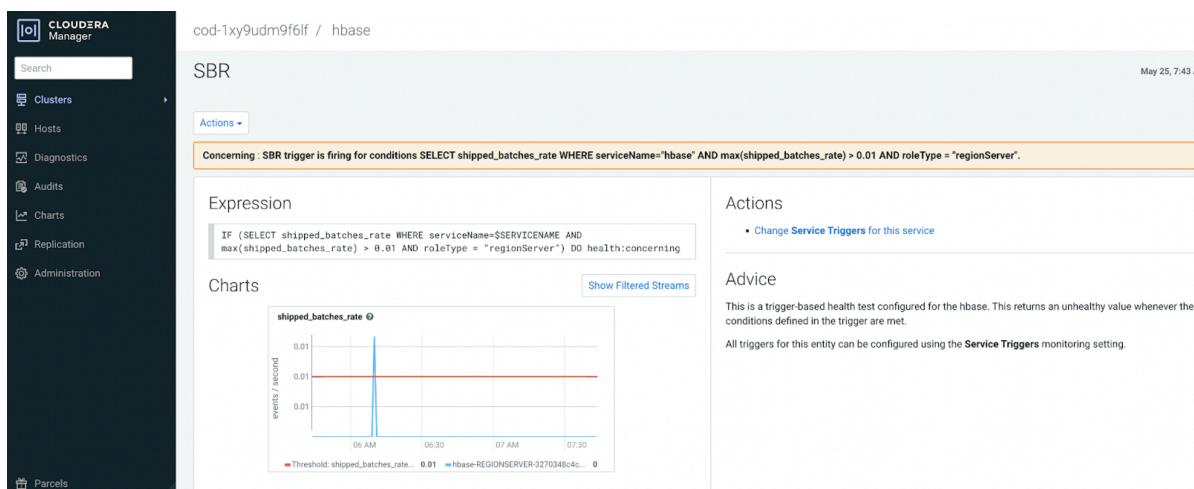 CLOUDERA
Manager
Search
Clusters
Hosts
Diagnostics
Audits
Charts
Replication
Administration
Parcels
cod-1xy9udm9f6lf / hbase
SBR
May 25, 7:43
Actions
Concerning : SBR trigger is firing for conditions SELECT shipped_batches_rate WHERE serviceName="hbase" AND max(shipped_batches_rate) > 0.01 AND roleType = "regionServer".
Expression
IF (SELECT shipped_batches_rate WHERE serviceName=$SERVICENAME AND
max(shipped_batches_rate) > 0.01 AND roleType = "regionServer") DO health:concerning
Charts
Show Filtered Streams
shipped_batches_rate
events / second
0.01
0.01
0.01
06 AM 06:30 07 AM 07:30
Threshold: shipped_batches_rate... 0.01 hbase-REGIONSERVER-3270348c4c... 0
Actions
Change Service Triggers for this service
Advice
This is a trigger-based health test configured for the hbase. This returns an unhealthy value whenever the
conditions defined in the trigger are met.
All triggers for this entity can be configured using the Service Triggers monitoring setting.